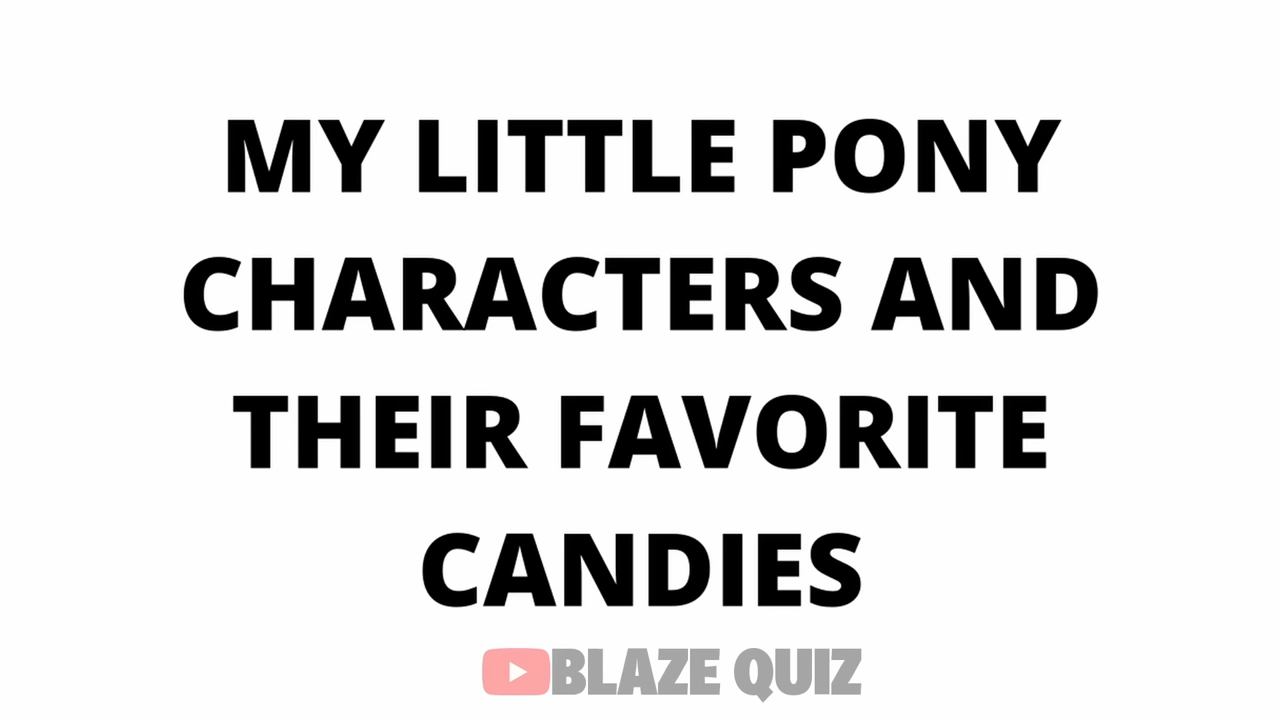 MY LITTLE PONY
CHARACTERS AND
THEIR FAVORITE
CANDIES
BLAZE QUIZ